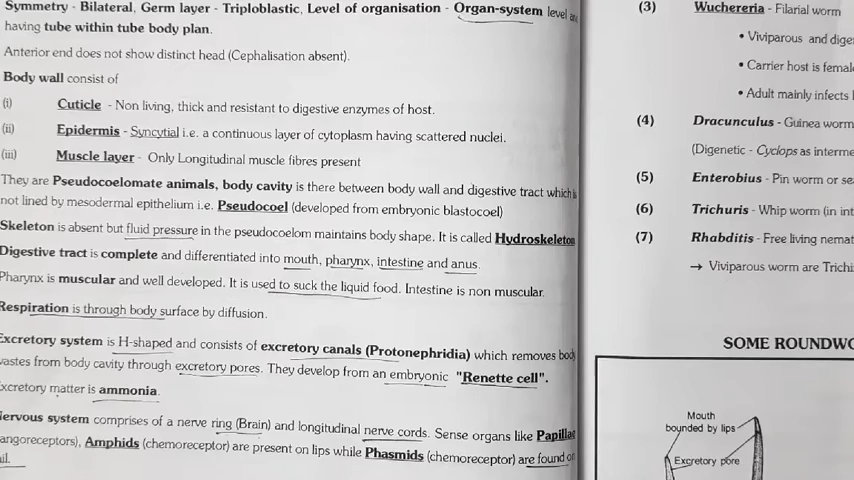 Symmetry - Bilateral, Germ layer - Triploblastic, Level of organisation - Organ-system level
having tube within tube body plan.
Anterior end does not show distinct head (Cephalisation absent).
Body wall consist of
(i) Cuticle - Non living, thick and resistant to digestive enzymes of host.
(ii) Epidermis - Syncytial i.e. a continuous layer of cytoplasm having scattered nuclei.
(iii) Muscle layer - Only Longitudinal muscle fibres present
They are Pseudocoelomate animals, body cavity is there between body wall and digestive tract which
not lined by mesodermal epithelium i.e. Pseudocoel (developed from embryonic blastocoel)
Skeleton is absent but fluid pressure in the pseudocoelom maintains body shape. It is called Hydroskeleton
Digestive tract is complete and differentiated into mouth, pharynx, intestine and anus.
Pharynx is muscular and well developed. It is used to suck the liquid food. Intestine is non muscular.
Respiration is through body surface by diffusion.
Excretory system is H-shaped and consists of excretory canals (Protonephridia) which removes body
wastes from body cavity through excretory pores. They develop from an embryonic "Renette cell".
Excretory matter is ammonia.
Nervous system comprises of a nerve ring (Brain) and longitudinal nerve cords. Sense organs like Papillae
angoreceptors), Amphids (chemoreceptor) are present on lips while Phasmids (chemoreceptor) are found on
ail.
(3) Wuchereria - Filarial worm
• Viviparous and dige
• Carrier host is femal
• Adult mainly infects
(4) Dracunculus - Guinea worm
(Digenetic - Cyclops as interme
(5) Enterobius - Pin worm or se
(6) Trichuris - Whip worm (in int
(7) Rhabditis - Free living nemat
→ Viviparous worm are Trichi
SOME ROUNDWO
Mouth
bounded by lips
Excretory pore